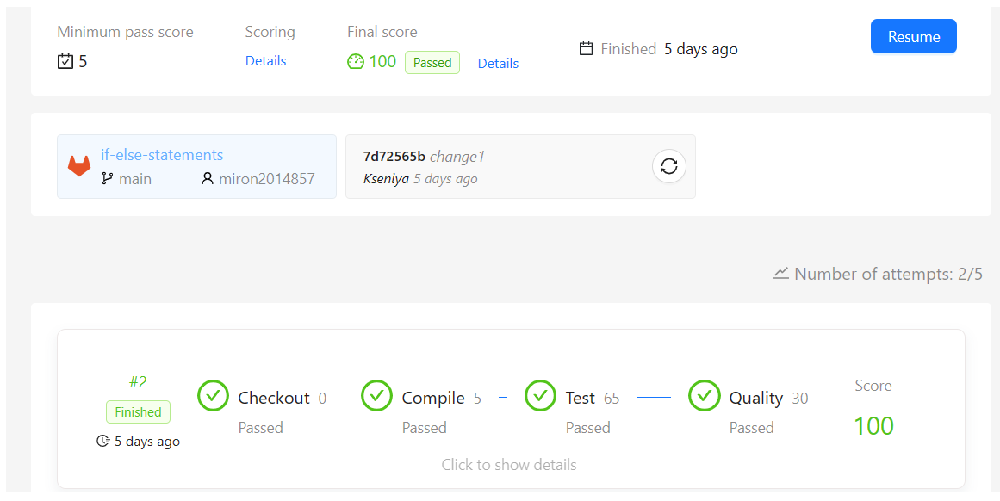 Minimum pass score
Scoring
Final score
5
Details
100 Passed Details
Finished 5 days ago
Resume
if-else-statements
main miron2014857
7d72565b change1
Kseniya 5 days ago
Number of attempts: 2/5
#2
Finished
5 days ago
Checkout 0
Passed
Compile 5
Passed
Test 65
Passed
Quality 30
Passed
Score
100
Click to show details